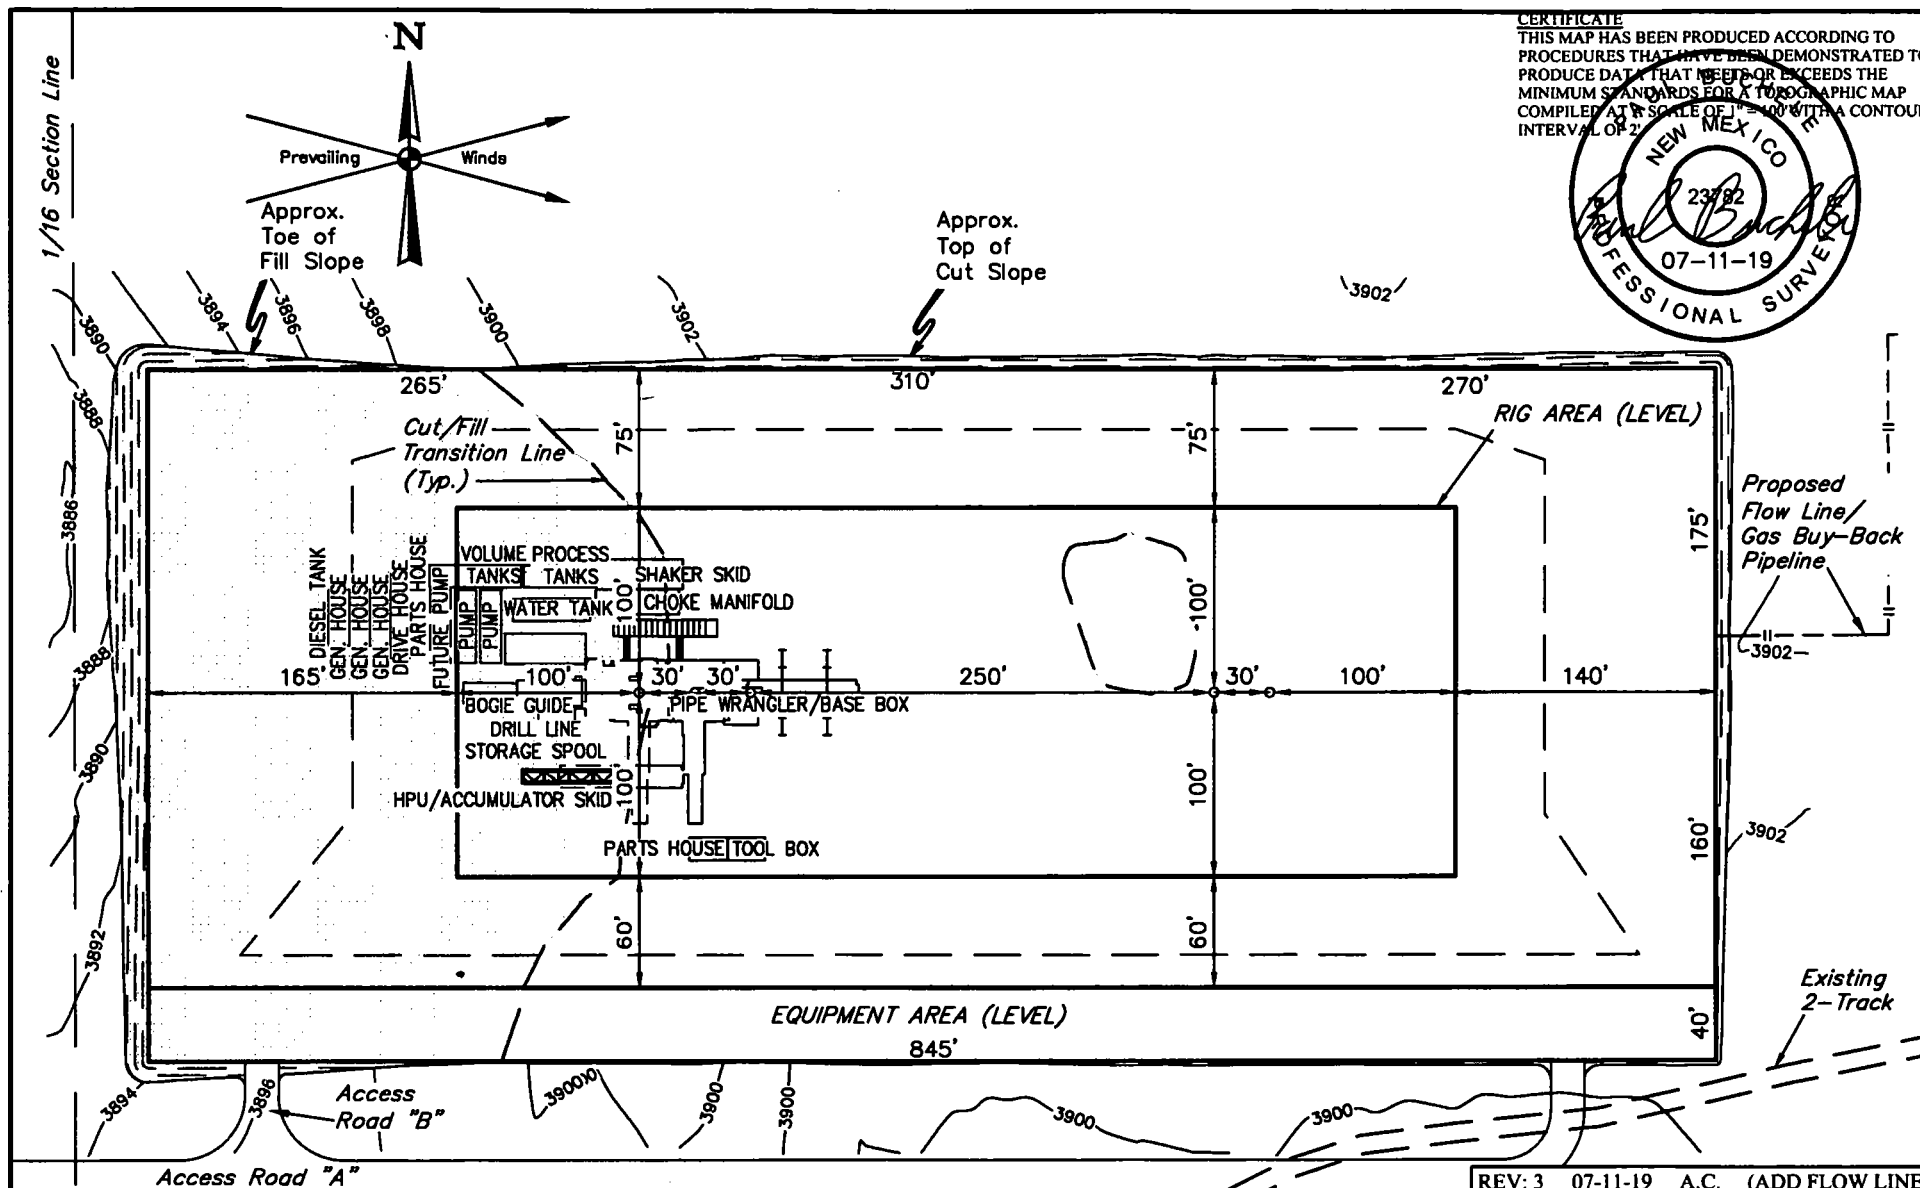 CERTIFICATE
THIS MAP HAS BEEN PRODUCED ACCORDING TO
PROCEDURES THAT HAVE BEEN DEMONSTRATED TO
PRODUCE DATA THAT MEETS OR EXCEEDS THE
MINIMUM STANDARDS FOR A TOPOGRAPHIC MAP
COMPILED AT A SCALE OF 1" = 100' WITH A CONTOUR
INTERVAL OF 2'.
NEW MEXICO
23782
07-11-19
PROFESSIONAL SURVEYOR
N
Prevailing Winds
1/16 Section Line
Approx.
Toe of
Fill Slope
Approx.
Top of
Cut Slope
3890
3894
3896
3898
3900
3902
3902
265'
310'
270'
RIG AREA (LEVEL)
Cut/Fill
Transition Line
(Typ.)
75'
75'
3888
3886
3888
3890
3892
Proposed
Flow Line/
Gas Buy-Back
Pipeline
175'
3902
DIESEL TANK
GEN. HOUSE
GEN. HOUSE
GEN. HOUSE
DRIVE HOUSE
PARTS HOUSE
FUTURE PUMP
PUMP
PUMP
VOLUME PROCESS
TANKS TANKS
SHAKER SKID
WATER TANK
CHOKE MANIFOLD
100'
100'
165'
100'
30'
30'
250'
30'
100'
140'
BOGIE GUIDE
PIPE WRANGLER/BASE BOX
DRILL LINE
STORAGE SPOOL
HPU/ACCUMULATOR SKID
100'
100'
PARTS HOUSE TOOL BOX
160'
3902
60'
60'
EQUIPMENT AREA (LEVEL)
845'
40'
Existing
2-Track
3894
3896
Access
Road "B"
3900
3900
3900
3900
3900
Access Road "A"
REV: 3 07-11-19 A.C. (ADD FLOW LINE